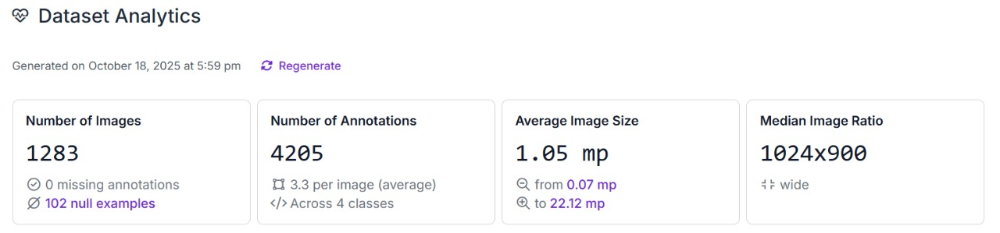 Dataset Analytics
Generated on October 18, 2025 at 5:59 pm Regenerate
Number of Images
1283
0 missing annotations
102 null examples
Number of Annotations
4205
3.3 per image (average)
</> Across 4 classes
Average Image Size
1.05 mp
from 0.07 mp
to 22.12 mp
Median Image Ratio
1024x900
wide